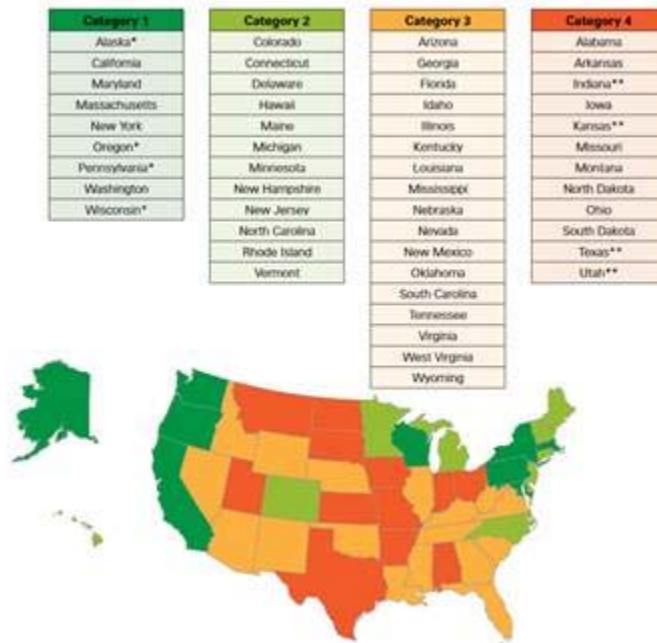 Category 1
Alaska*
California
Maryland
Massachusetts
New York
Oregon*
Pennsylvania*
Washington
Wisconsin*
Category 2
Colorado
Connecticut
Delaware
Hawaii
Maine
Michigan
Minnesota
New Hampshire
New Jersey
North Carolina
Rhode Island
Vermont
Category 3
Arizona
Georgia
Florida
Idaho
Illinois
Kentucky
Louisiana
Mississippi
Nebraska
Nevada
New Mexico
Oklahoma
South Carolina
Tennessee
Virginia
West Virginia
Wyoming
Category 4
Alabama
Arkansas
Indiana**
Iowa
Kansas**
Missouri
Montana
North Dakota
Ohio
South Dakota
Texas**
Utah**